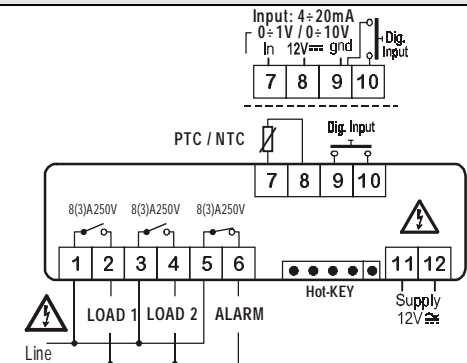 Input: 4÷20mA
0÷1V / 0÷10V
In 12V gnd
Dig.
Input
7 8 9 10
PTC / NTC
Dig. Input
7 8 9 10
8(3)A250V 8(3)A250V 8(3)A250V
1 2 3 4 5 6
Hot-KEY
11 12
LOAD 1 LOAD 2 ALARM
Supply
12V
Line